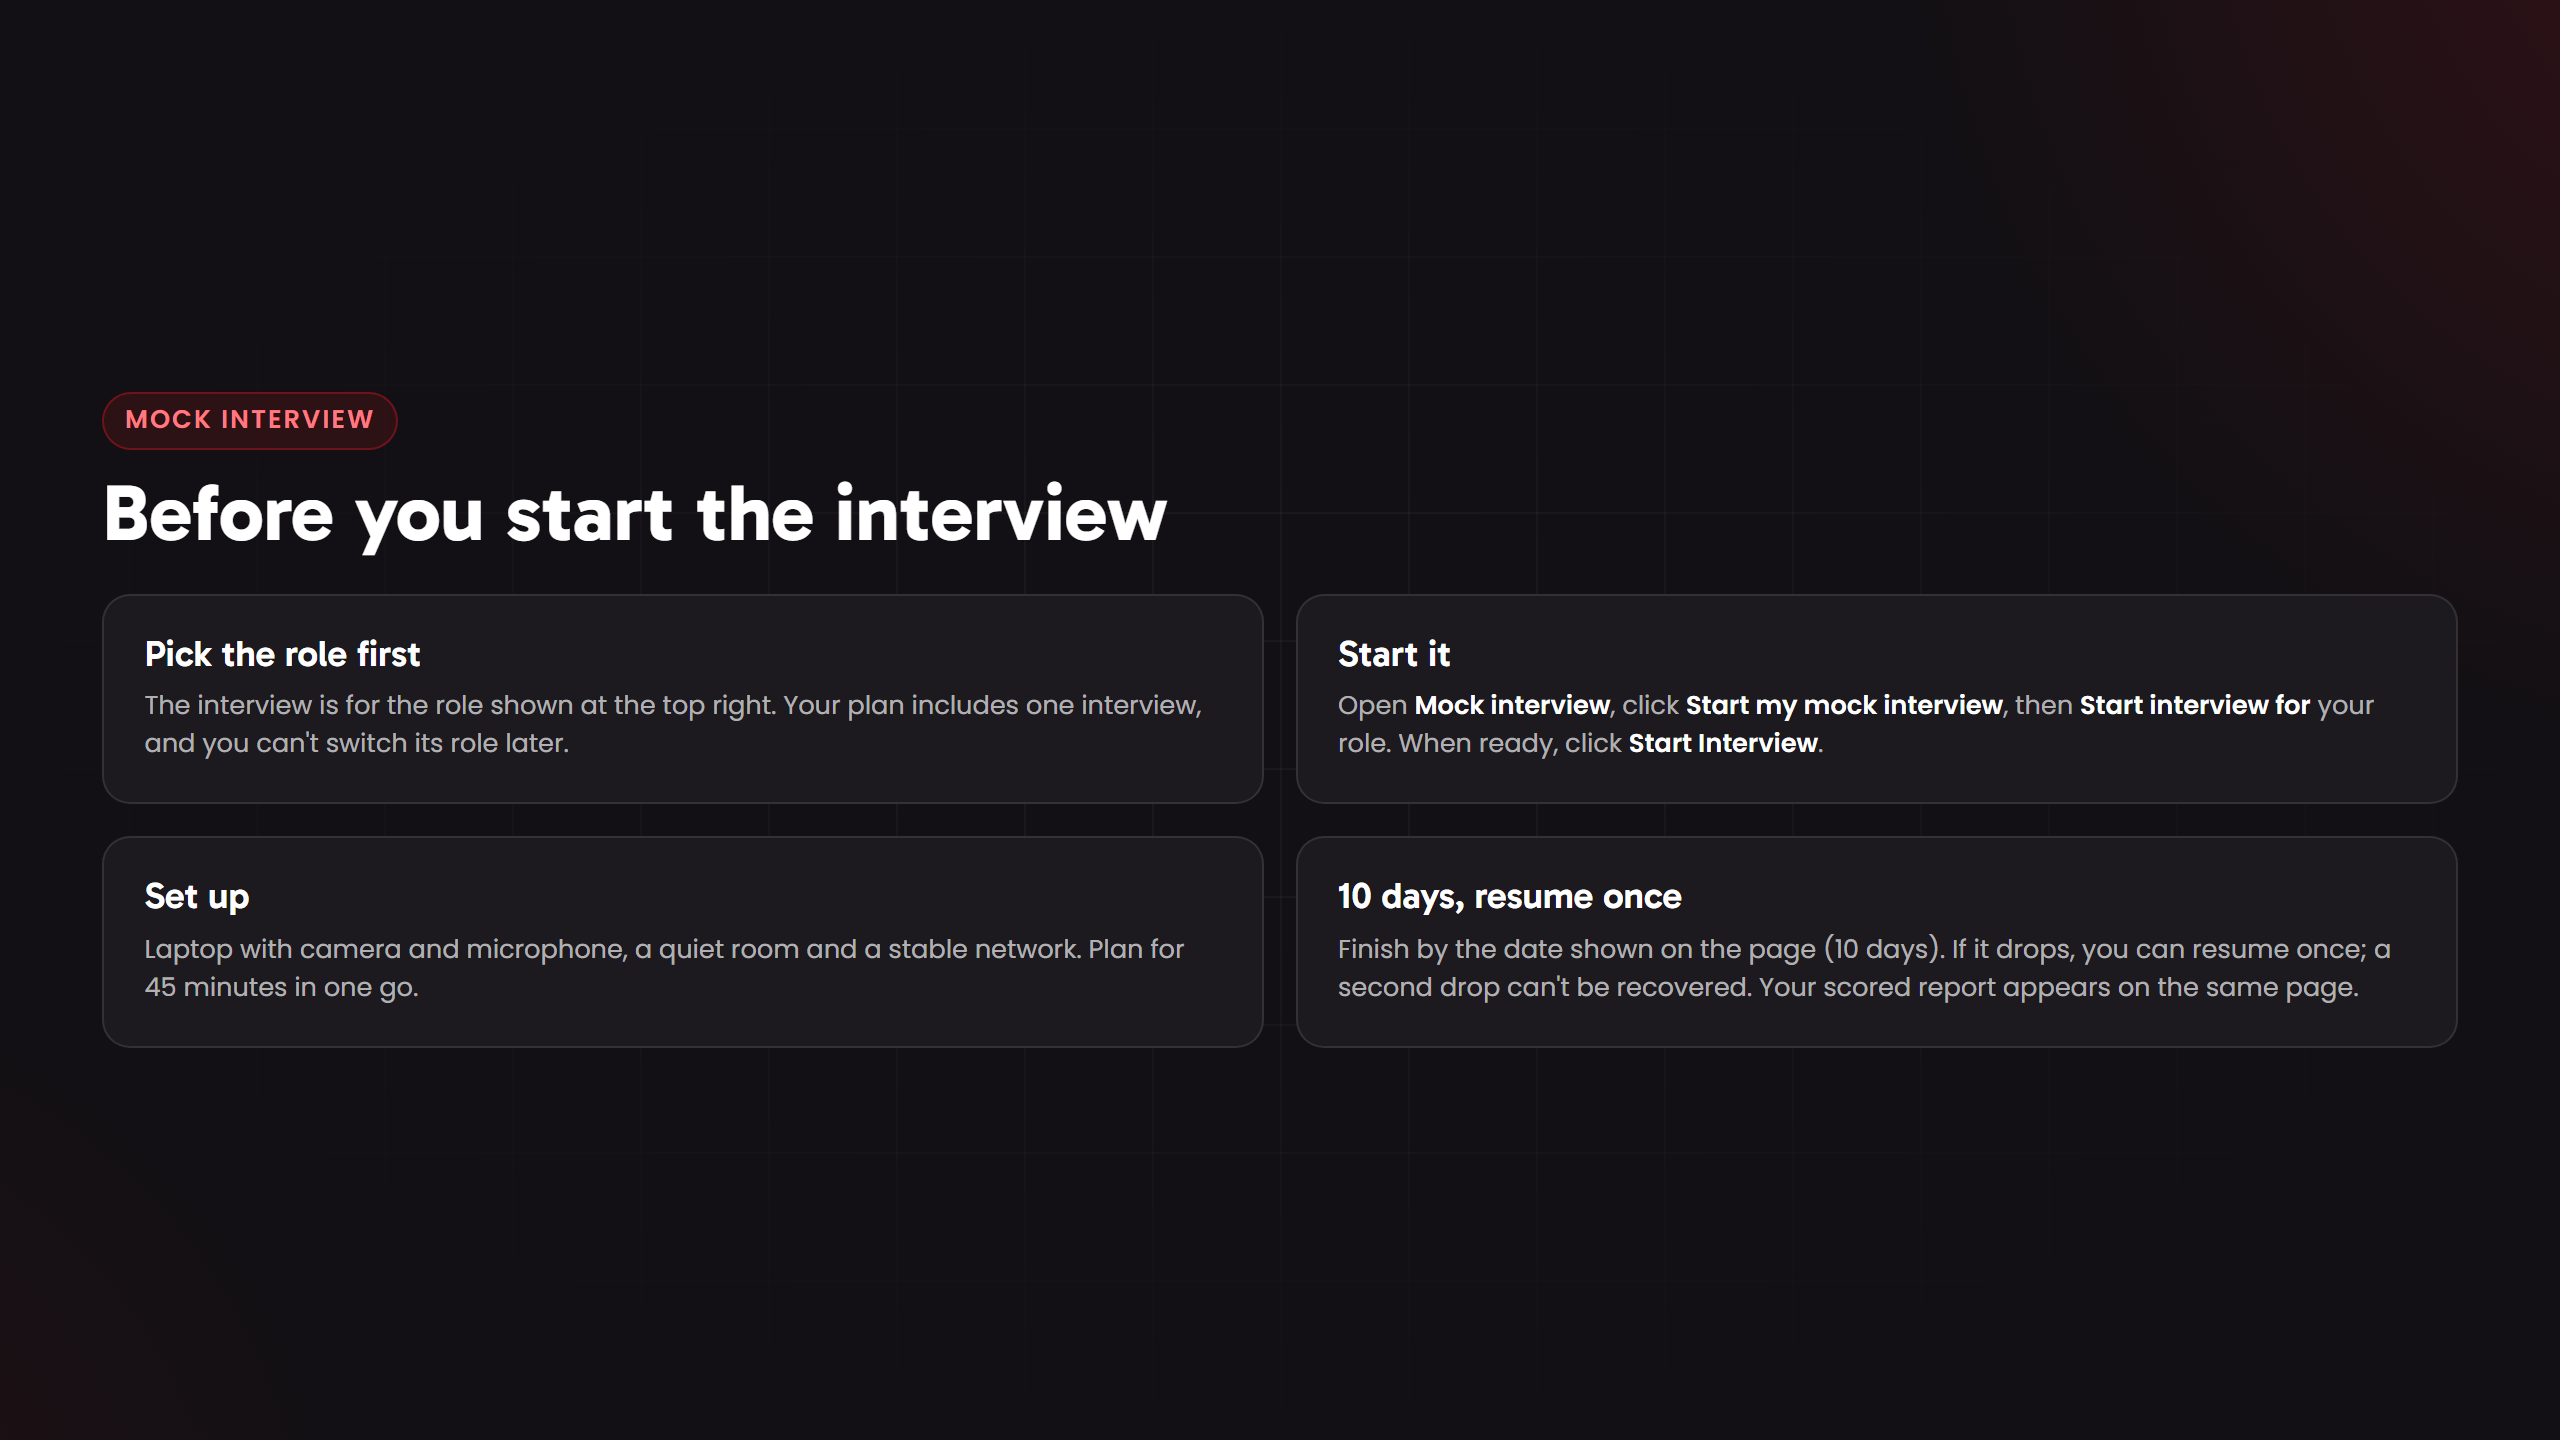 MOCK INTERVIEW
Before you start the interview
Pick the role first
The interview is for the role shown at the top right. Your plan includes one interview,
and you can't switch its role later.
Start it
Open Mock interview, click Start my mock interview, then Start interview for your
role. When ready, click Start Interview.
Set up
Laptop with camera and microphone, a quiet room and a stable network. Plan for
45 minutes in one go.
10 days, resume once
Finish by the date shown on the page (10 days). If it drops, you can resume once; a
second drop can't be recovered. Your scored report appears on the same page.